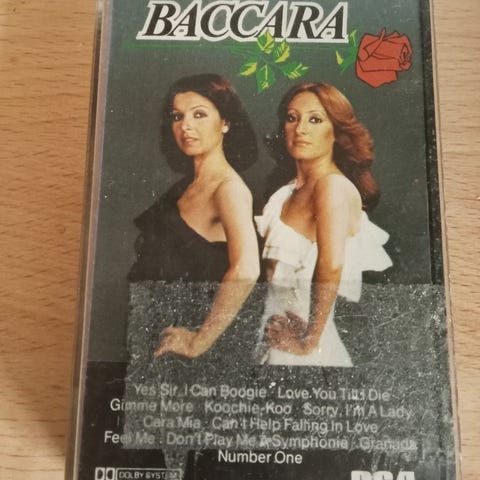 BACCARA
Yes Sir, I Can Boogie · Love You Till I Die
Gimme More · Koochie-Koo · Sorry, I'm A Lady
Cara Mia · Can't Help Falling In Love
Feel Me · Don't Play Me A Symphonie · Granada
Number One
DOLBY SYSTEM
RCA